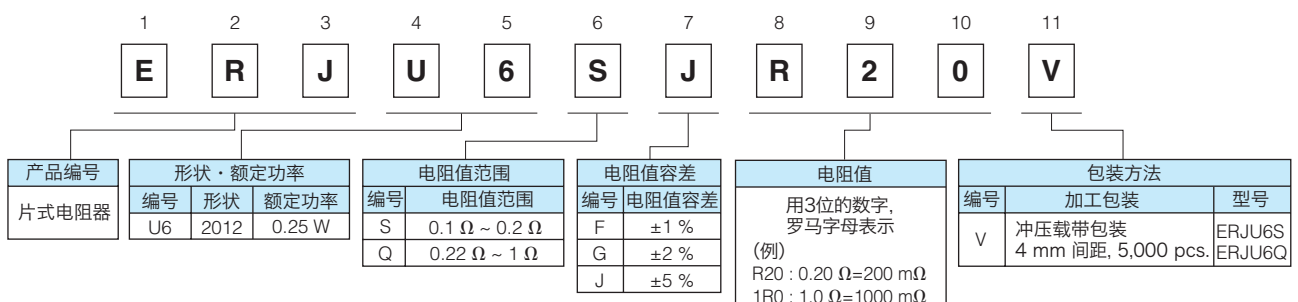 1 2 3 4 5 6 7 8 9 10 11
E R J U 6 S J R 2 0 V
产品编号
片式电阻器
形状・额定功率
编号 形状 额定功率
U6 2012 0.25 W
电阻值范围
编号 电阻值范围
S 0.1 Ω ~ 0.2 Ω
Q 0.22 Ω ~ 1 Ω
电阻值容差
编号 电阻值容差
F ±1 %
G ±2 %
J ±5 %
电阻值
用3位的数字,
罗马字母表示
(例)
R20 : 0.20 Ω=200 mΩ
1R0 : 1.0 Ω=1000 mΩ
包装方法
编号 加工包装 型号
V 冲压载带包装 ERJU6S
4 mm 间距, 5,000 pcs. ERJU6Q